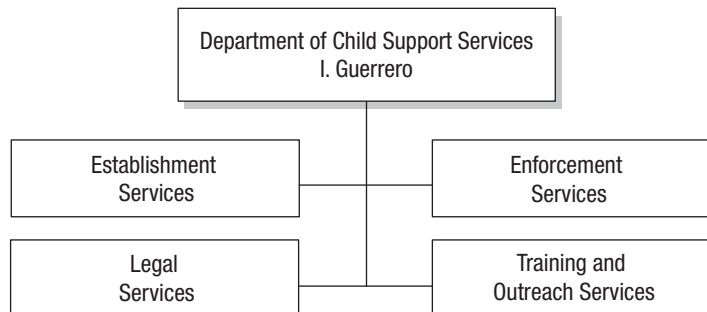 Department of Child Support Services
I. Guerrero
Establishment
Services
Enforcement
Services
Legal
Services
Training and
Outreach Services